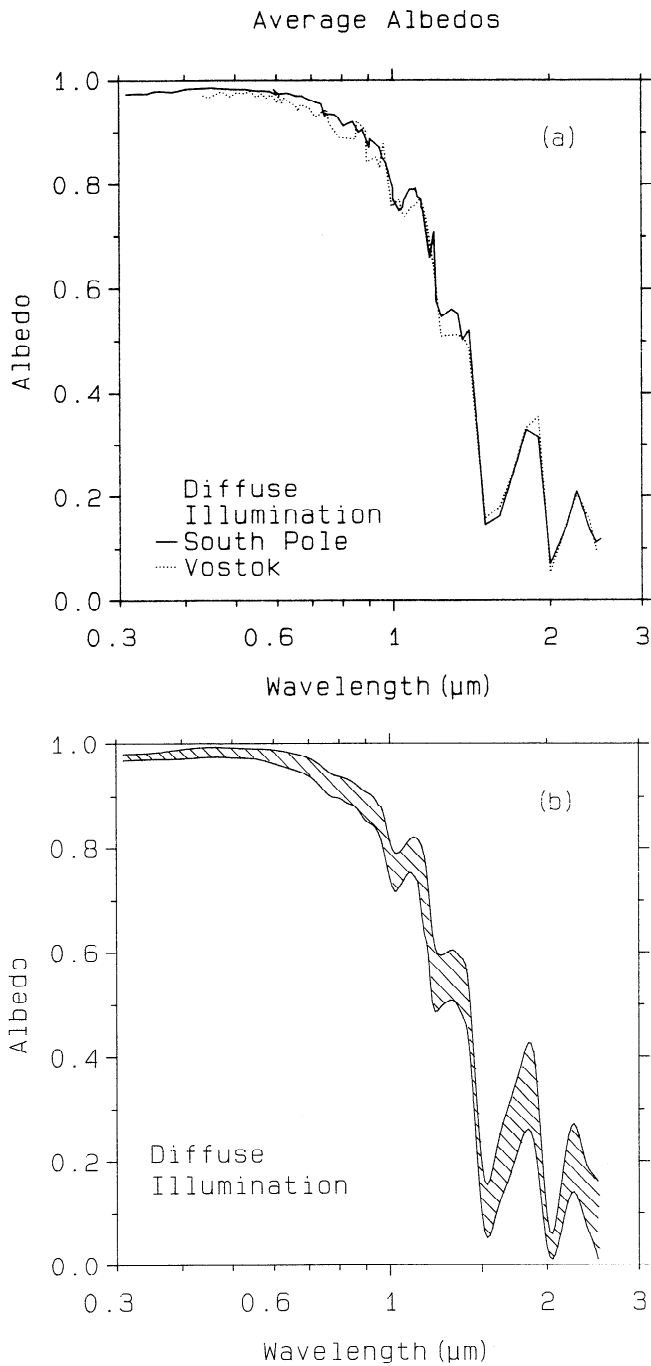 Average Albedos
1.0
(a)
0.8
0.6
Albedo
0.4
Diffuse
Illumination
0.2
South Pole
Vostok
0.0
0.3 0.6 1 2 3
Wavelength (µm)
1.0
(b)
0.8
0.6
Albedo
0.4
Diffuse
0.2
Illumination
0.0
0.3 0.6 1 2 3
Wavelength (µm)